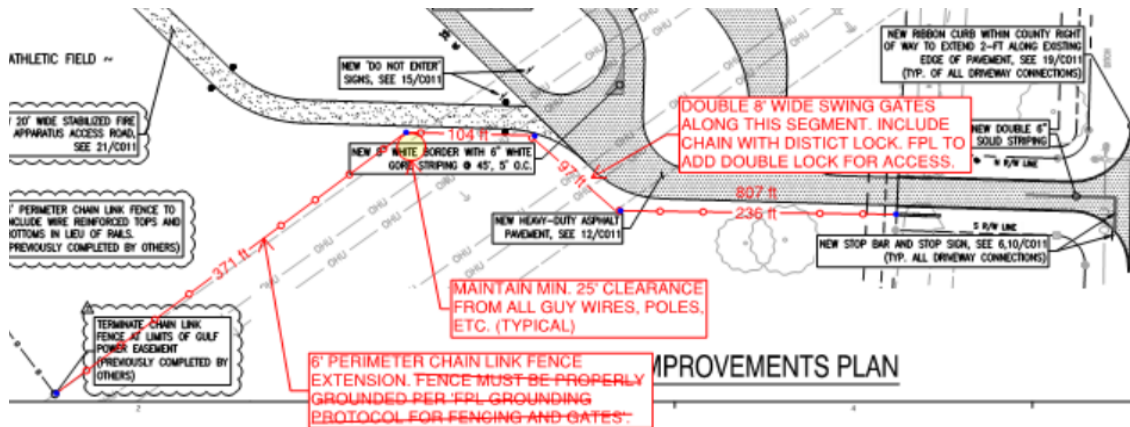 ATHLETIC FIELD ~
NEW 'DO NOT ENTER'
SIGNS, SEE 15/C011
NEW RIBBON CURB WITHIN COUNTY RIGHT
OF WAY TO EXTEND 2-FT ALONG EXISTING
EDGE OF PAVEMENT, SEE 19/C011
(TYP. OF ALL DRIVEWAY CONNECTIONS)
20' WIDE STABILIZED FIRE
APPARATUS ACCESS ROAD,
SEE 21/C011
DOUBLE 8' WIDE SWING GATES
ALONG THIS SEGMENT. INCLUDE
CHAIN WITH DISTICT LOCK. FPL TO
ADD DOUBLE LOCK FOR ACCESS.
NEW DOUBLE 6"
SOLID STRIPING
N R/W LINE
104 ft
NEW WHITE BORDER WITH 6" WHITE
GORE STRIPING @ 45', 5' O.C.
97 ft
807 ft
236 ft
' PERIMETER CHAIN LINK FENCE TO
INCLUDE WIRE REINFORCED TOPS AND
BOTTOMS IN LIEU OF RAILS.
(PREVIOUSLY COMPLETED BY OTHERS)
NEW HEAVY-DUTY ASPHALT
PAVEMENT, SEE 12/C011
S R/W LINE
NEW STOP BAR AND STOP SIGN, SEE 6,10/C011
(TYP. ALL DRIVEWAY CONNECTIONS)
OHU
OHU
OHU
OHU
371 ft
MAINTAIN MIN. 25' CLEARANCE
FROM ALL GUY WIRES, POLES,
ETC. (TYPICAL)
TERMINATE CHAIN LINK
FENCE AT LIMITS OF GULF
POWER EASEMENT
(PREVIOUSLY COMPLETED BY
OTHERS)
6' PERIMETER CHAIN LINK FENCE
EXTENSION. FENCE MUST BE PROPERLY
GROUNDED PER 'FPL GROUNDING
PROTOCOL FOR FENCING AND GATES'.
MPROVEMENTS PLAN
2
4